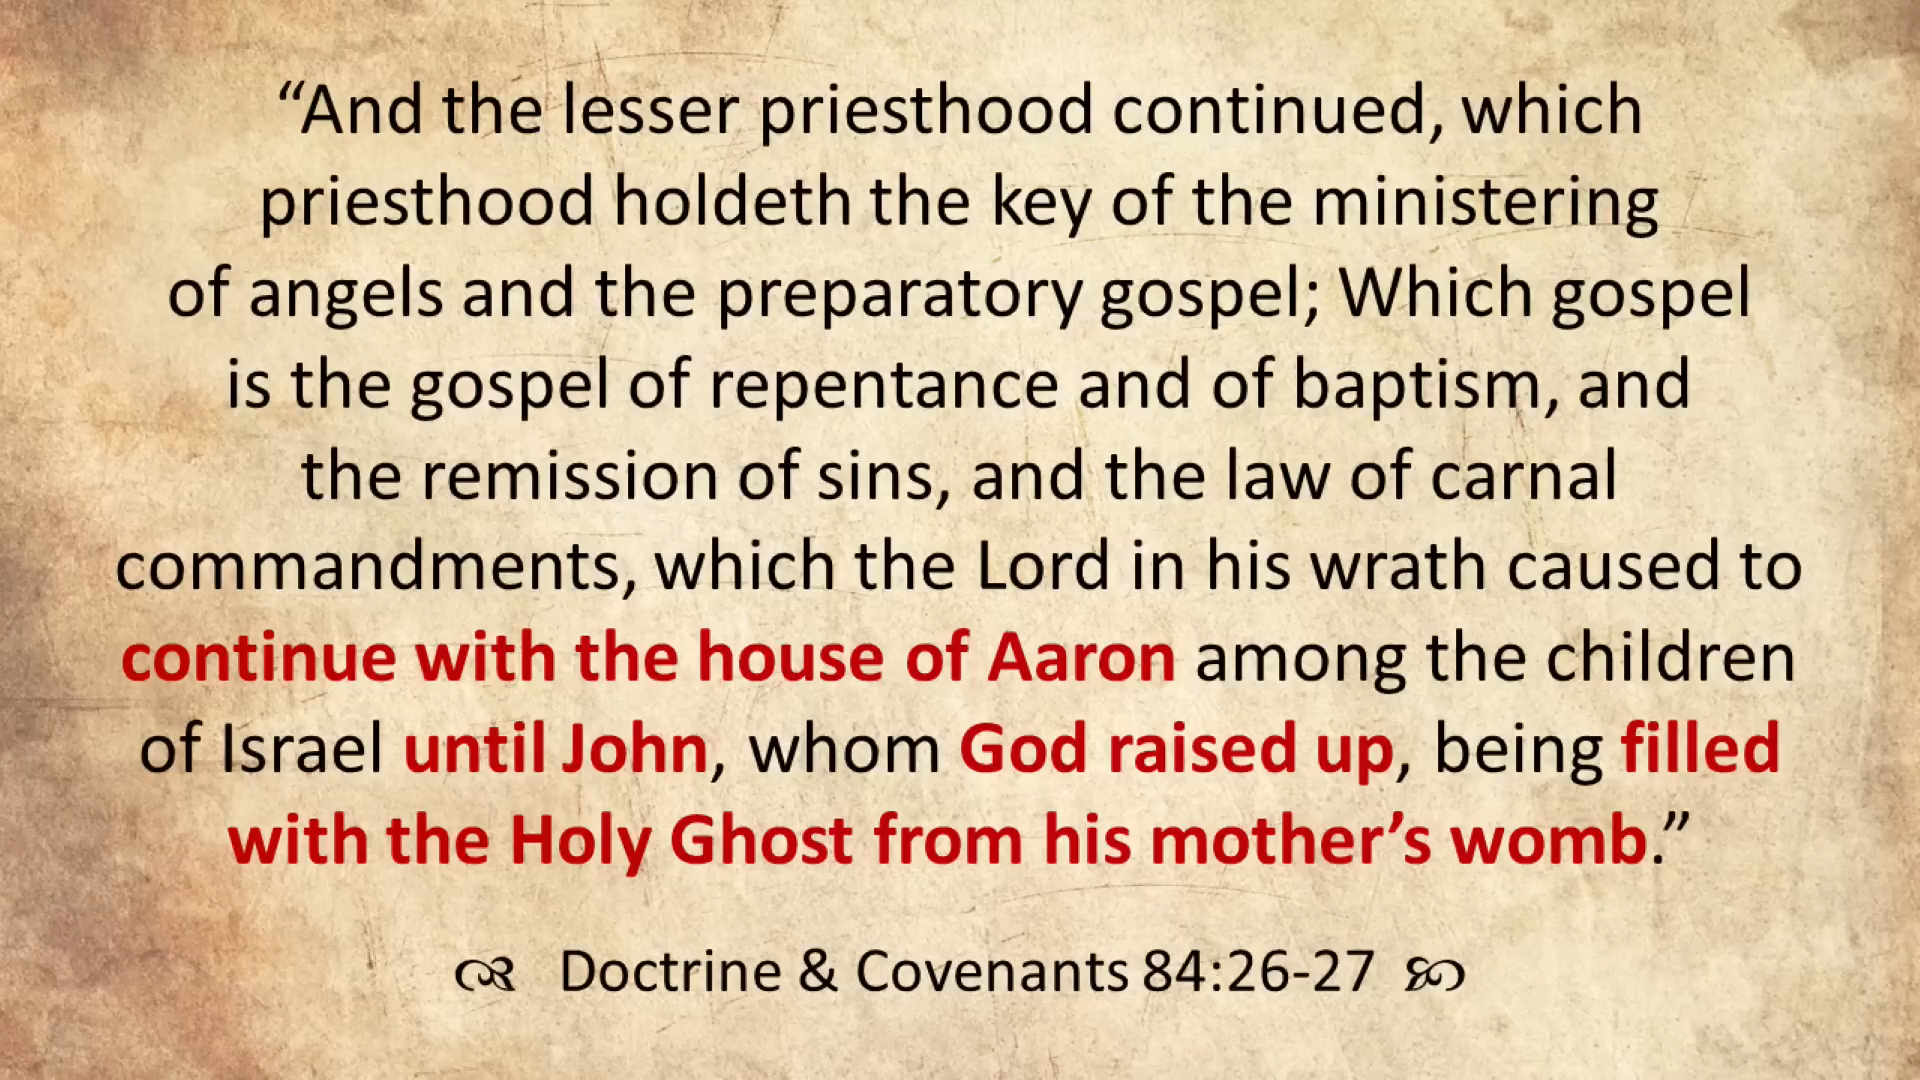 “And the lesser priesthood continued, which
priesthood holdeth the key of the ministering
of angels and the preparatory gospel; Which gospel
is the gospel of repentance and of baptism, and
the remission of sins, and the law of carnal
commandments, which the Lord in his wrath caused to
continue with the house of Aaron among the children
of Israel until John, whom God raised up, being filled
with the Holy Ghost from his mother’s womb.”
Doctrine & Covenants 84:26-27